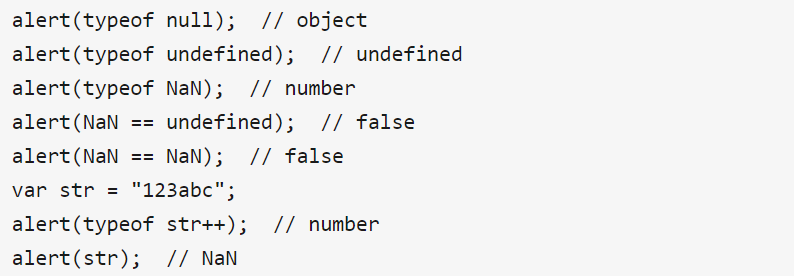 alert(typeof null);  // object
alert(typeof undefined);  // undefined
alert(typeof NaN);  // number
alert(NaN == undefined);  // false
alert(NaN == NaN);  // false
var str = "123abc";
alert(typeof str++);  // number
alert(str);  // NaN